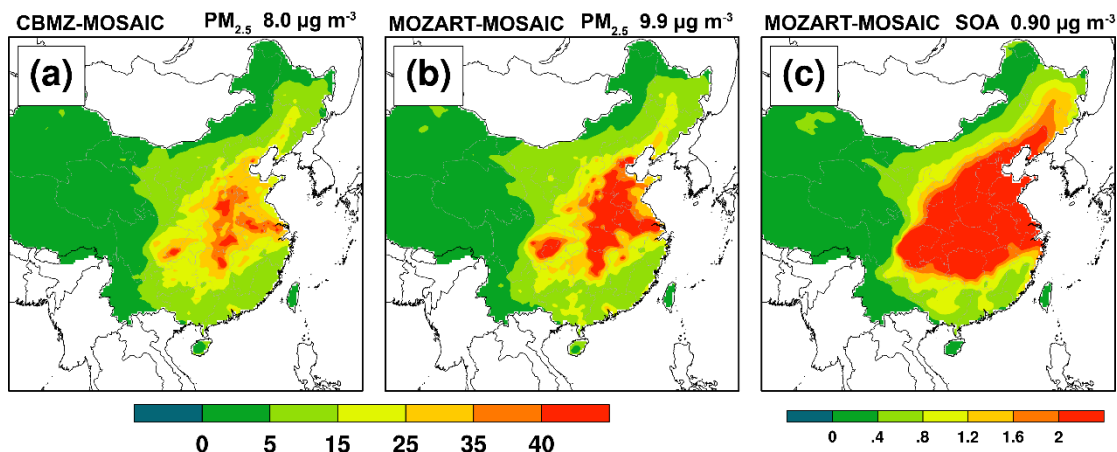 CBMZ-MOSAIC PM2.5 8.0 µg m-3
MOZART-MOSAIC PM2.5 9.9 µg m-3
MOZART-MOSAIC SOA 0.90 µg m-3
(a)
(b)
(c)
0 5 15 25 35 40
0 .4 .8 1.2 1.6 2